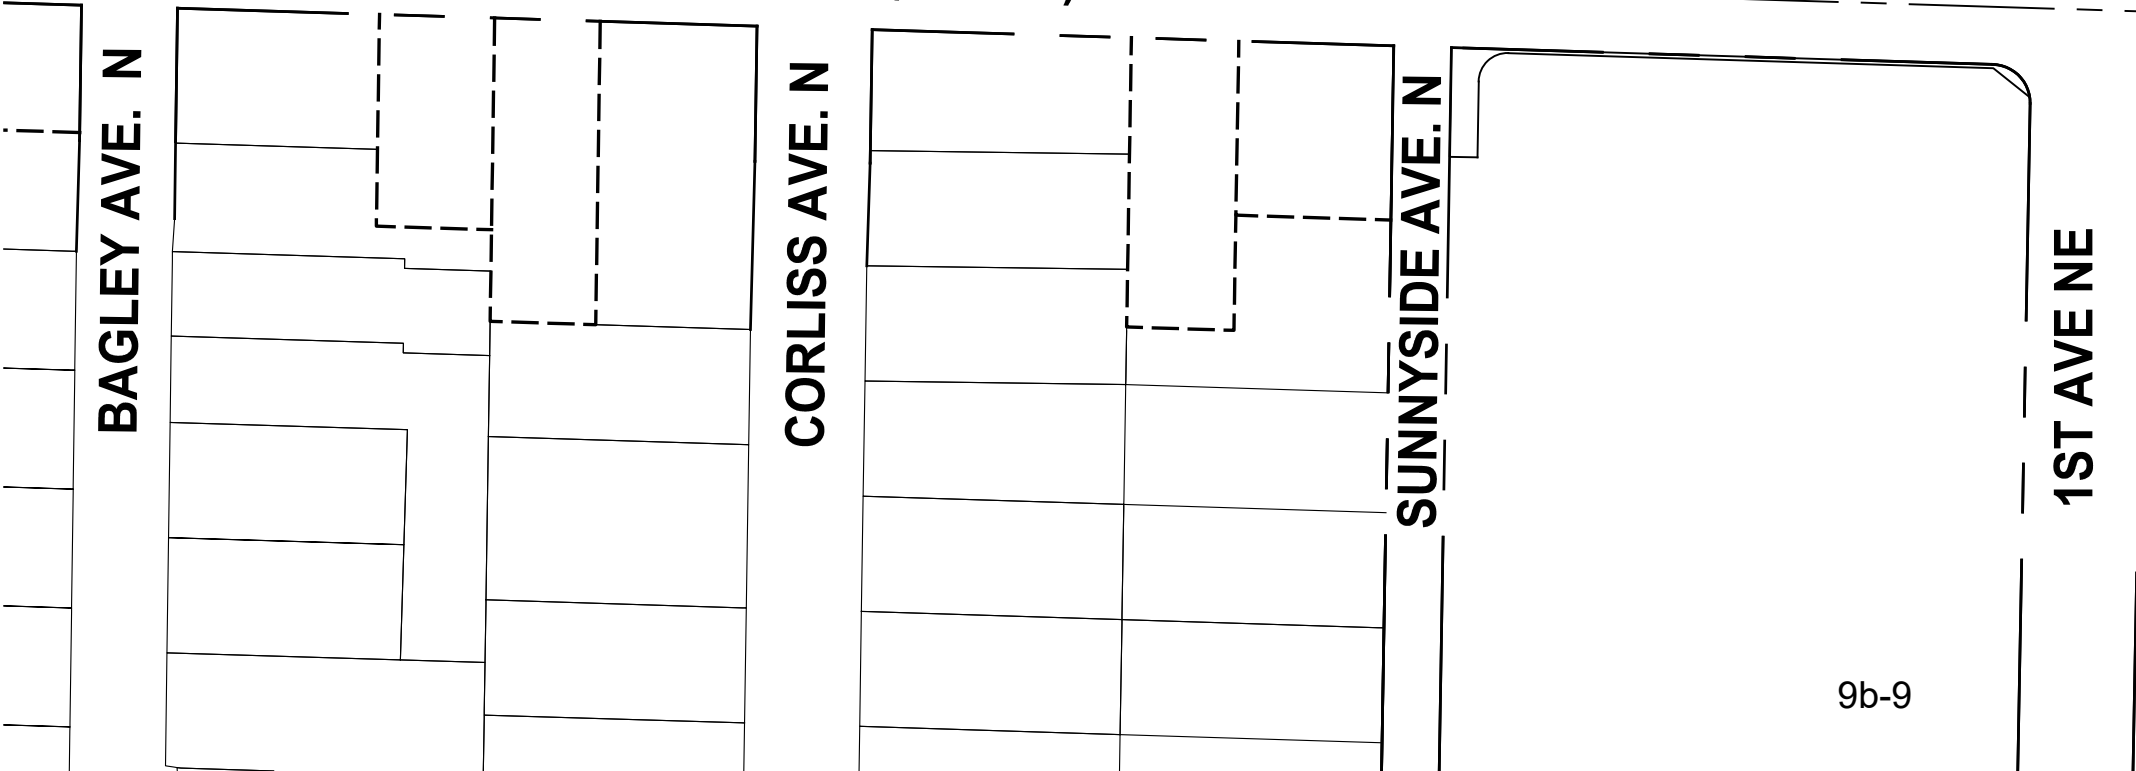 BAGLEY AVE. N
CORLISS AVE. N
SUNNYSIDE AVE. N
1ST AVE NE
9b-9